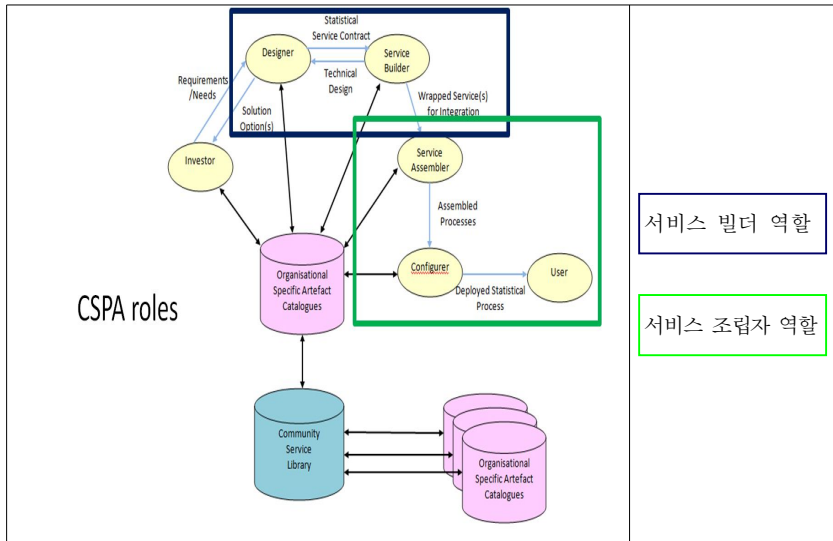 Statistical
Service Contract
Designer
Service
Builder
Technical
Design
Requirements
/Needs
Wrapped Service(s)
for Integration
Solution
Option(s)
Investor
Service
Assembler
Assembled
Processes
Configurer
User
Deployed Statistical
Process
Organisational
Specific Artefact
Catalogues
CSPA roles
Community
Service
Library
Organisational
Specific Artefact
Catalogues
서비스 빌더 역할
서비스 조립자 역할